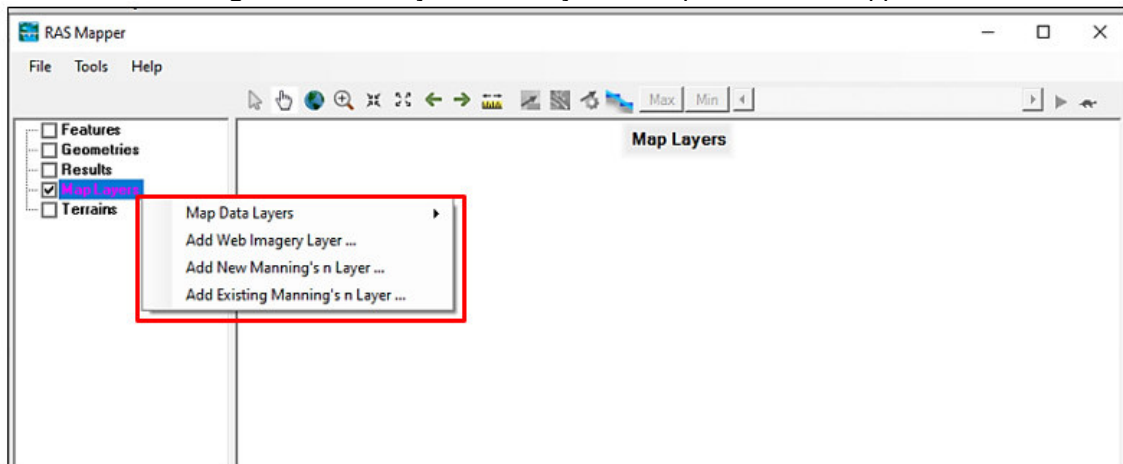 RAS Mapper
File Tools Help
Max Min
Features
Geometries
Results
Map Layers
Terrains
Map Layers
Map Data Layers
Add Web Imagery Layer ...
Add New Manning's n Layer ...
Add Existing Manning's n Layer ...